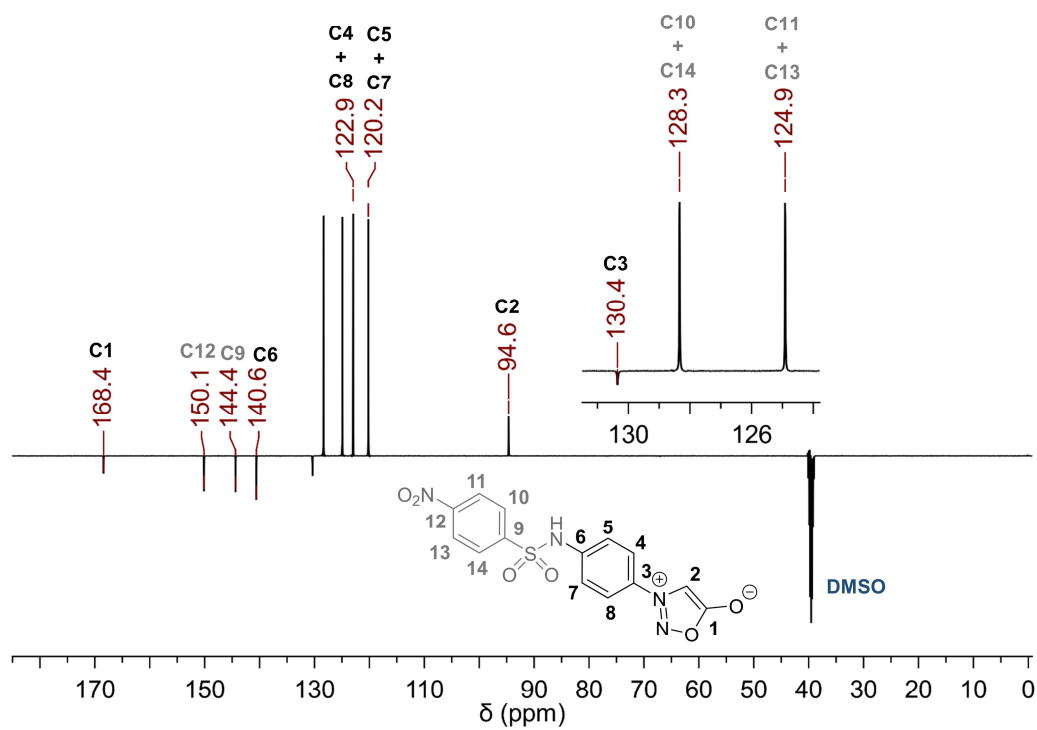 C4 C5 C10 C11
+ + + +
C8 C7 C14 C13
122.9 120.2 128.3 124.9
C3
130.4
C2
94.6
C1 C12 C9 C6
168.4 150.1 144.4 140.6
130 126
11
O₂N 10
12 9 H
N 6 5 4
13 S 3 ⊕ 2
14 O O 7 N O ⊖
8 N O 1
DMSO
170 150 130 110 90 80 70 60 50 40 30 20 10 0
δ (ppm)